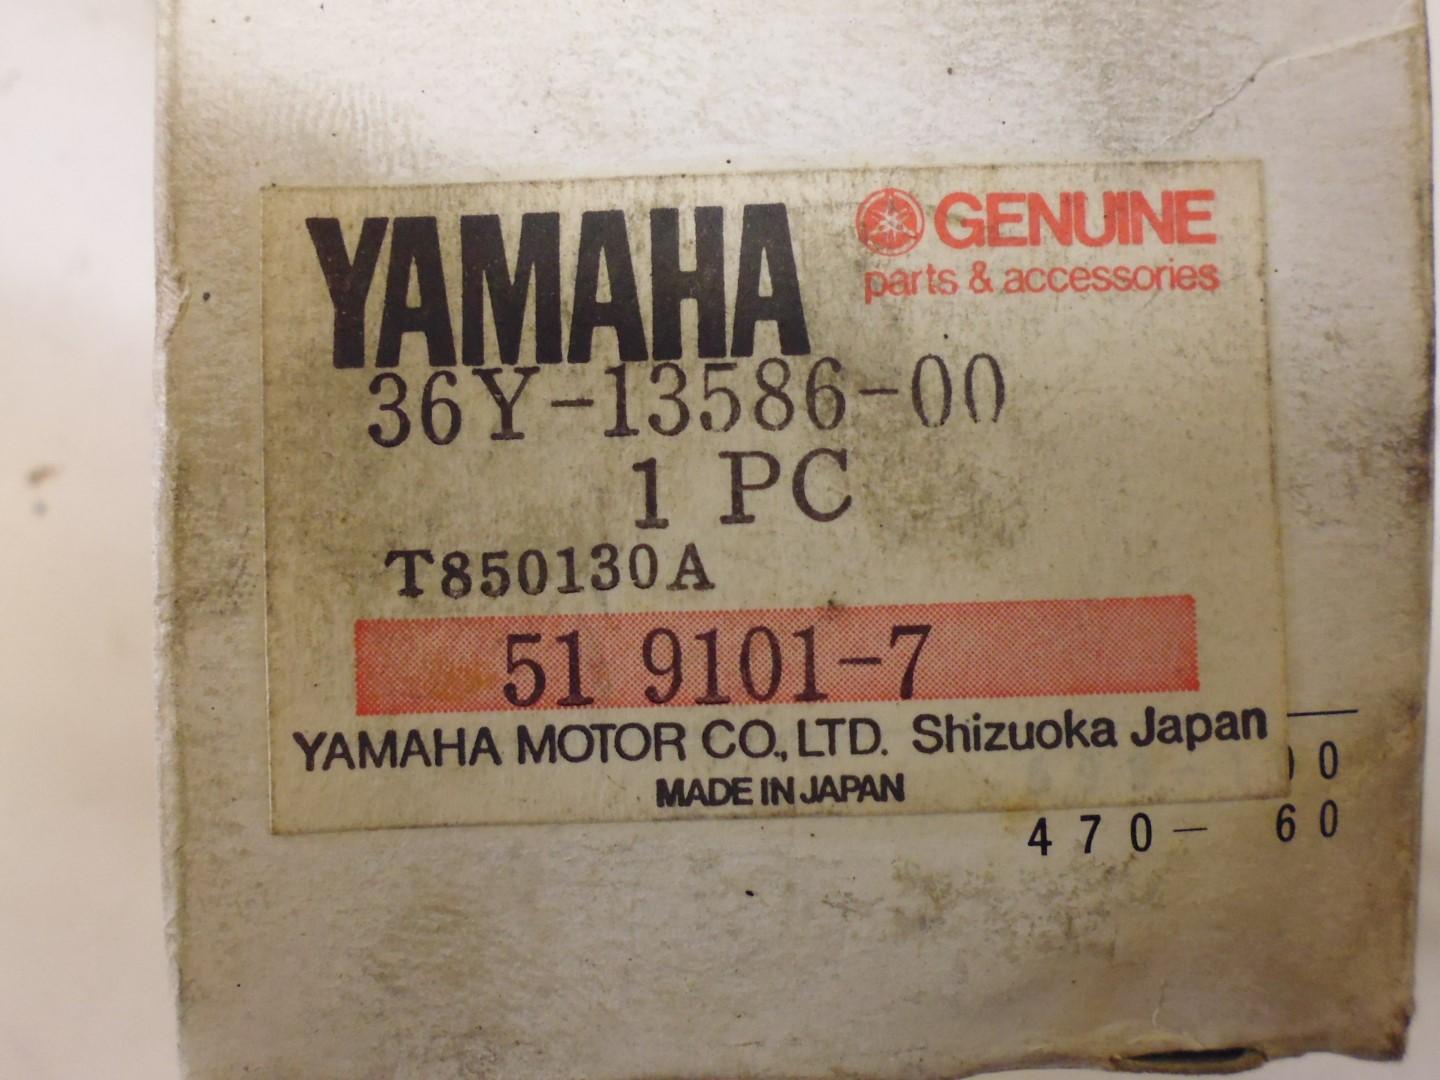 YAMAHA
GENUINE
parts & accessories
36Y-13586-00
1 PC
T850130A
51 9101-7
YAMAHA MOTOR CO., LTD. Shizuoka Japan
MADE IN JAPAN
470- 60